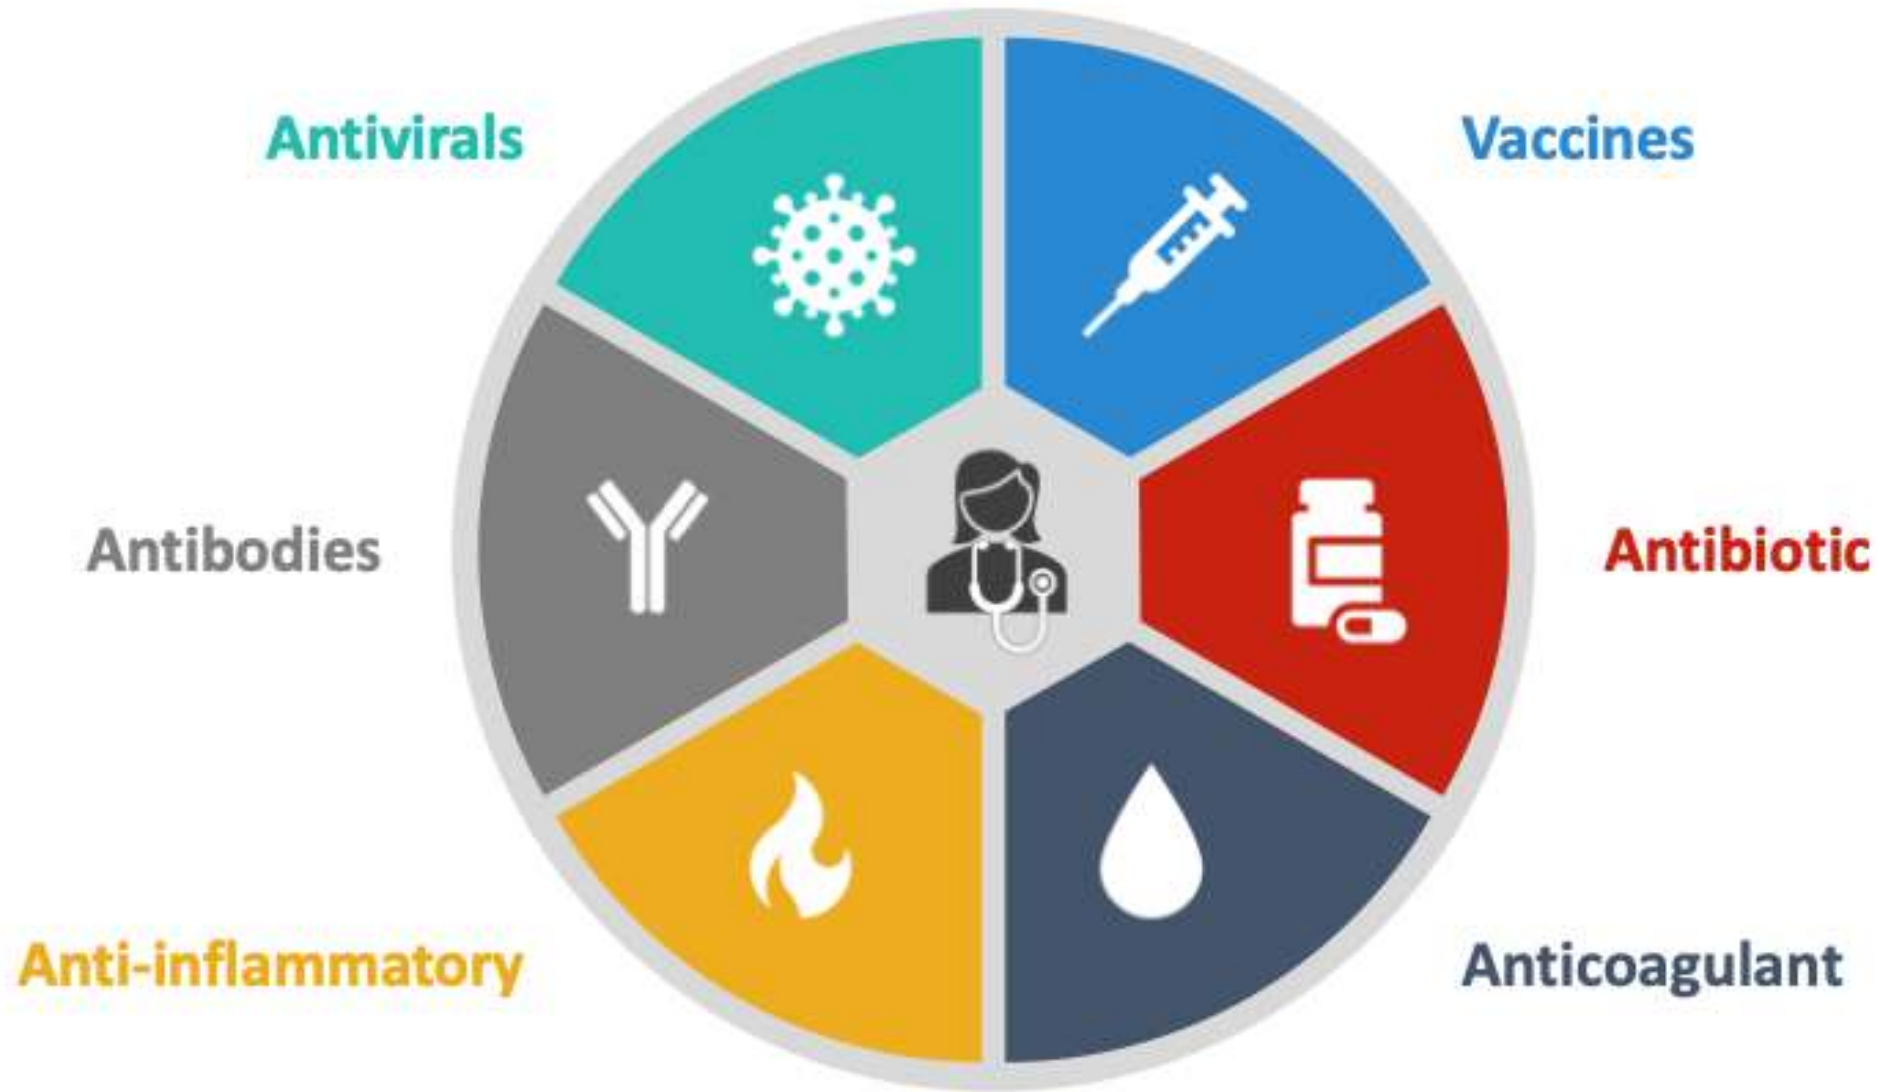 Antivirals
Vaccines
Antibodies
Antibiotic
Anti-inflammatory
Anticoagulant